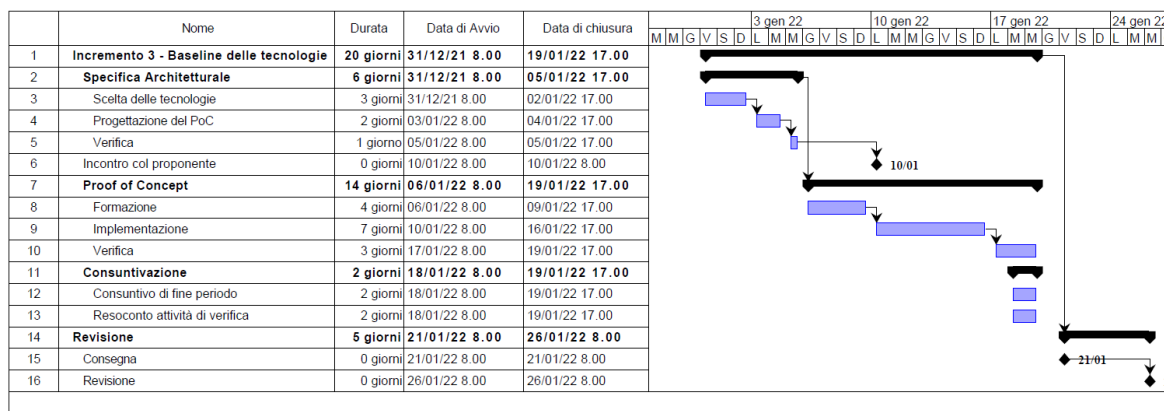 Nome Durata Data di Avvio Data di chiusura 3 gen 22 10 gen 22 17 gen 22 24 gen 22
M M G V S D L M M G V S D L M M G V S D L M M G V S D L M M
1 Incremento 3 - Baseline delle tecnologie 20 giorni 31/12/21 8.00 19/01/22 17.00
2 Specifica Architetturale 6 giorni 31/12/21 8.00 05/01/22 17.00
3 Scelta delle tecnologie 3 giorni 31/12/21 8.00 02/01/22 17.00
4 Progettazione del PoC 2 giorni 03/01/22 8.00 04/01/22 17.00
5 Verifica 1 giorno 05/01/22 8.00 05/01/22 17.00
6 Incontro col proponente 0 giorni 10/01/22 8.00 10/01/22 8.00 10/01
7 Proof of Concept 14 giorni 06/01/22 8.00 19/01/22 17.00
8 Formazione 4 giorni 06/01/22 8.00 09/01/22 17.00
9 Implementazione 7 giorni 10/01/22 8.00 16/01/22 17.00
10 Verifica 3 giorni 17/01/22 8.00 19/01/22 17.00
11 Consuntivazione 2 giorni 18/01/22 8.00 19/01/22 17.00
12 Consuntivo di fine periodo 2 giorni 18/01/22 8.00 19/01/22 17.00
13 Resoconto attività di verifica 2 giorni 18/01/22 8.00 19/01/22 17.00
14 Revisione 5 giorni 21/01/22 8.00 26/01/22 8.00
15 Consegna 0 giorni 21/01/22 8.00 21/01/22 8.00 21/01
16 Revisione 0 giorni 26/01/22 8.00 26/01/22 8.00